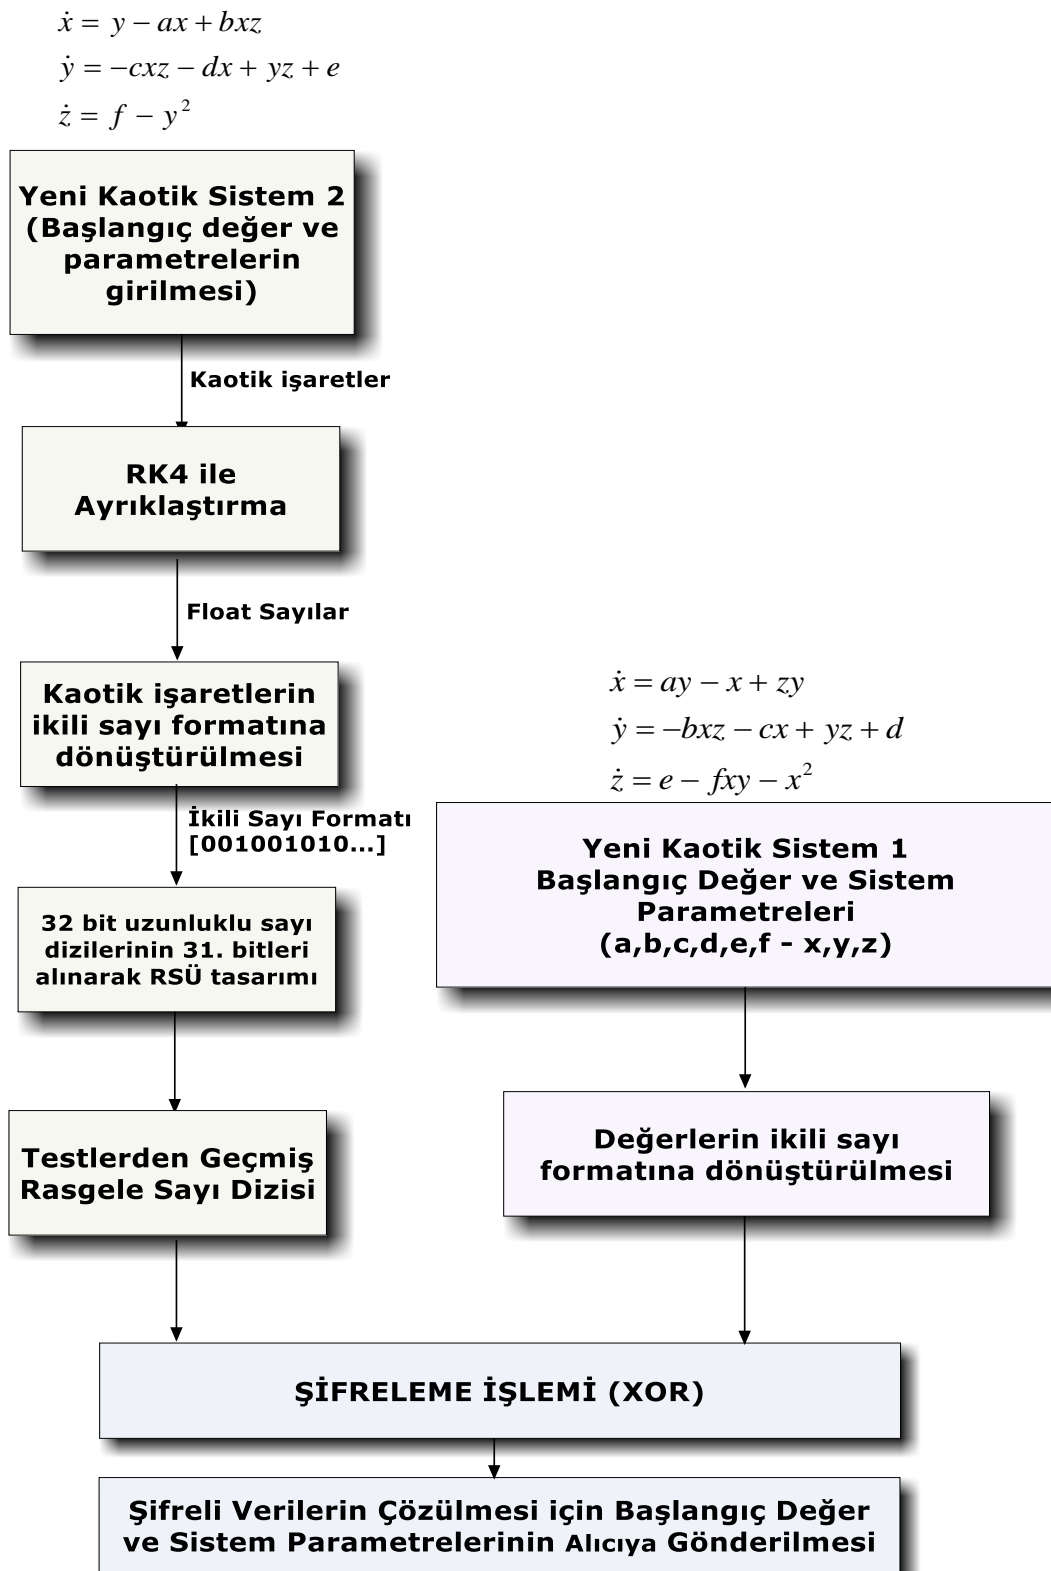 ẋ = y − ax + bxz
ẏ = −cxz − dx + yz + e
ż = f − y²
Yeni Kaotik Sistem 2
(Başlangıç değer ve
parametrelerin
girilmesi)
Kaotik işaretler
RK4 ile
Ayrıklaştırma
Float Sayılar
Kaotik işaretlerin
ikili sayı formatına
dönüştürülmesi
İkili Sayı Formatı
[001001010...]
32 bit uzunluklu sayı
dizilerinin 31. bitleri
alınarak RSÜ tasarımı
Testlerden Geçmiş
Rasgele Sayı Dizisi
ẋ = ay − x + zy
ẏ = −bxz − cx + yz + d
ż = e − fxy − x²
Yeni Kaotik Sistem 1
Başlangıç Değer ve Sistem
Parametreleri
(a,b,c,d,e,f - x,y,z)
Değerlerin ikili sayı
formatına dönüştürülmesi
ŞİFRELEME İŞLEMİ (XOR)
Şifreli Verilerin Çözülmesi için Başlangıç Değer
ve Sistem Parametrelerinin Alıcıya Gönderilmesi